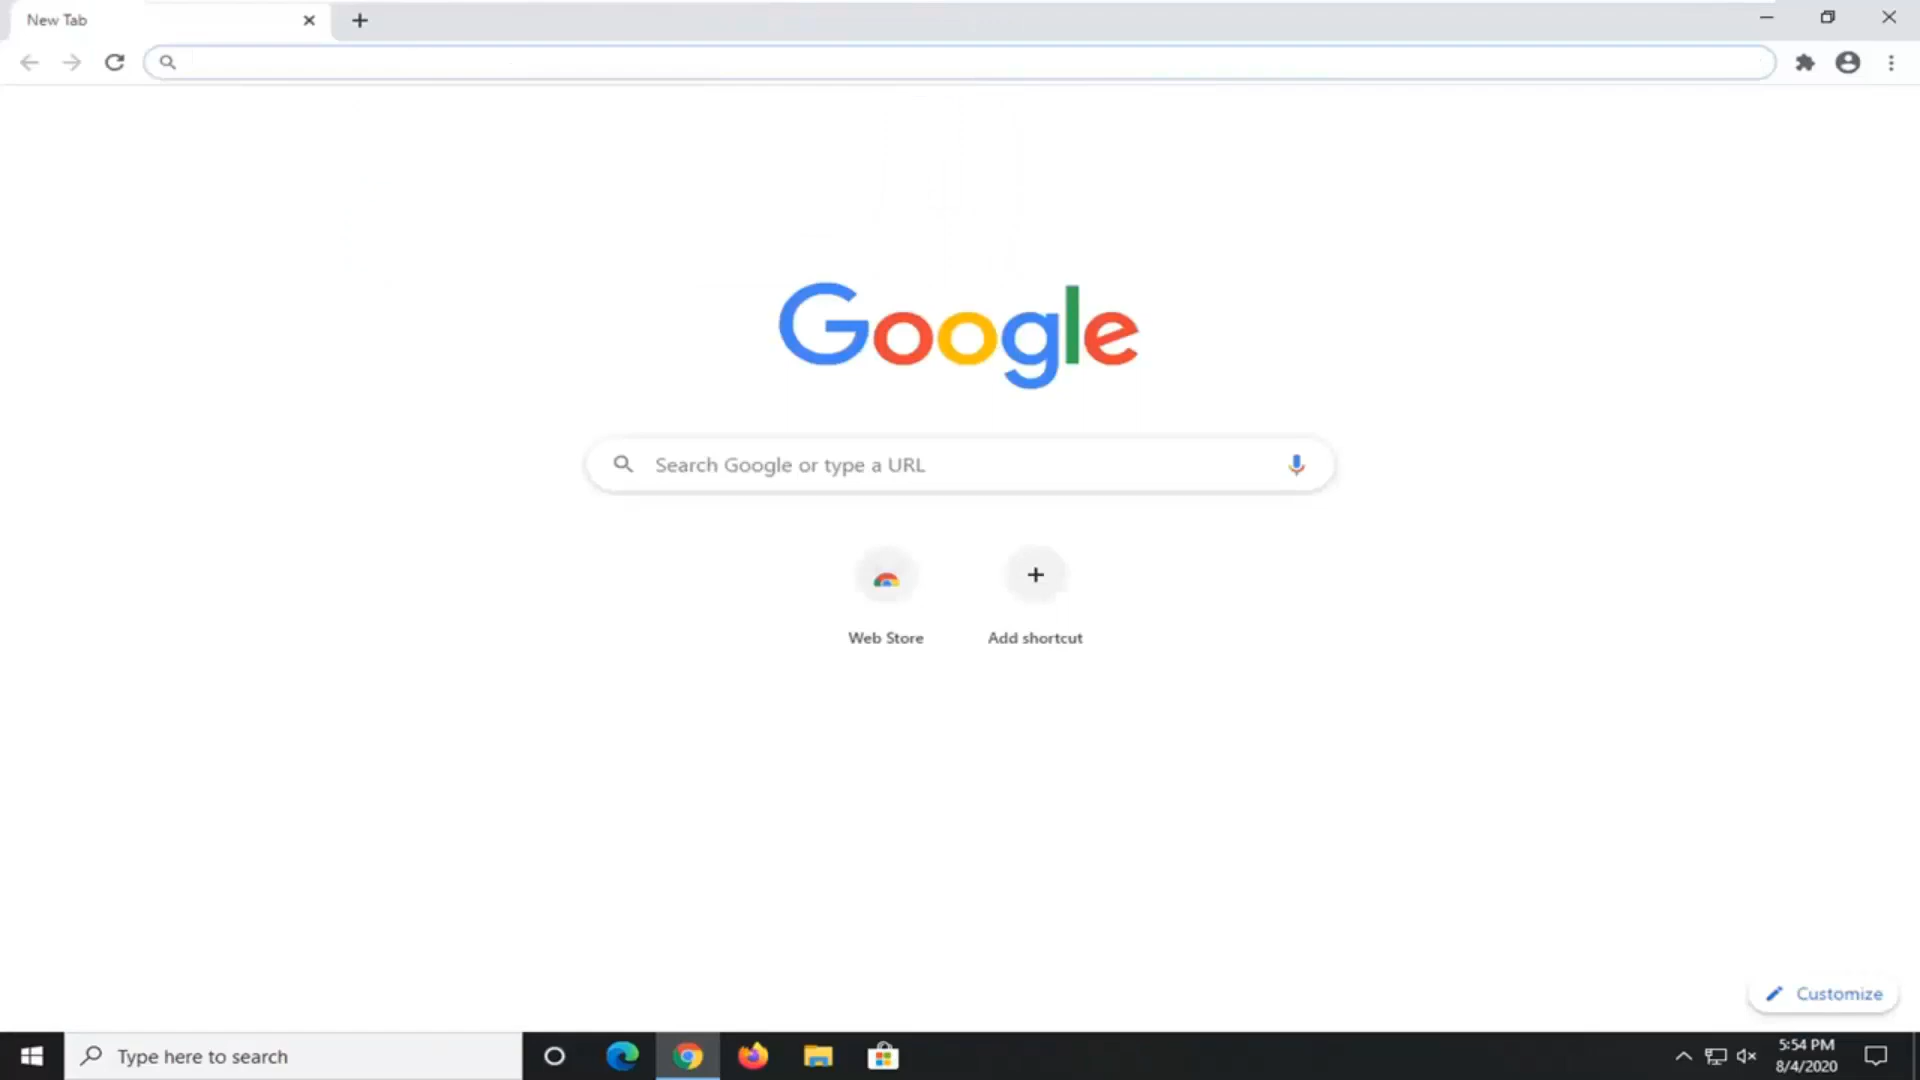 New Tab
Google
Search Google or type a URL
Web Store
Add shortcut
Customize
Type here to search
5:54 PM
8/4/2020